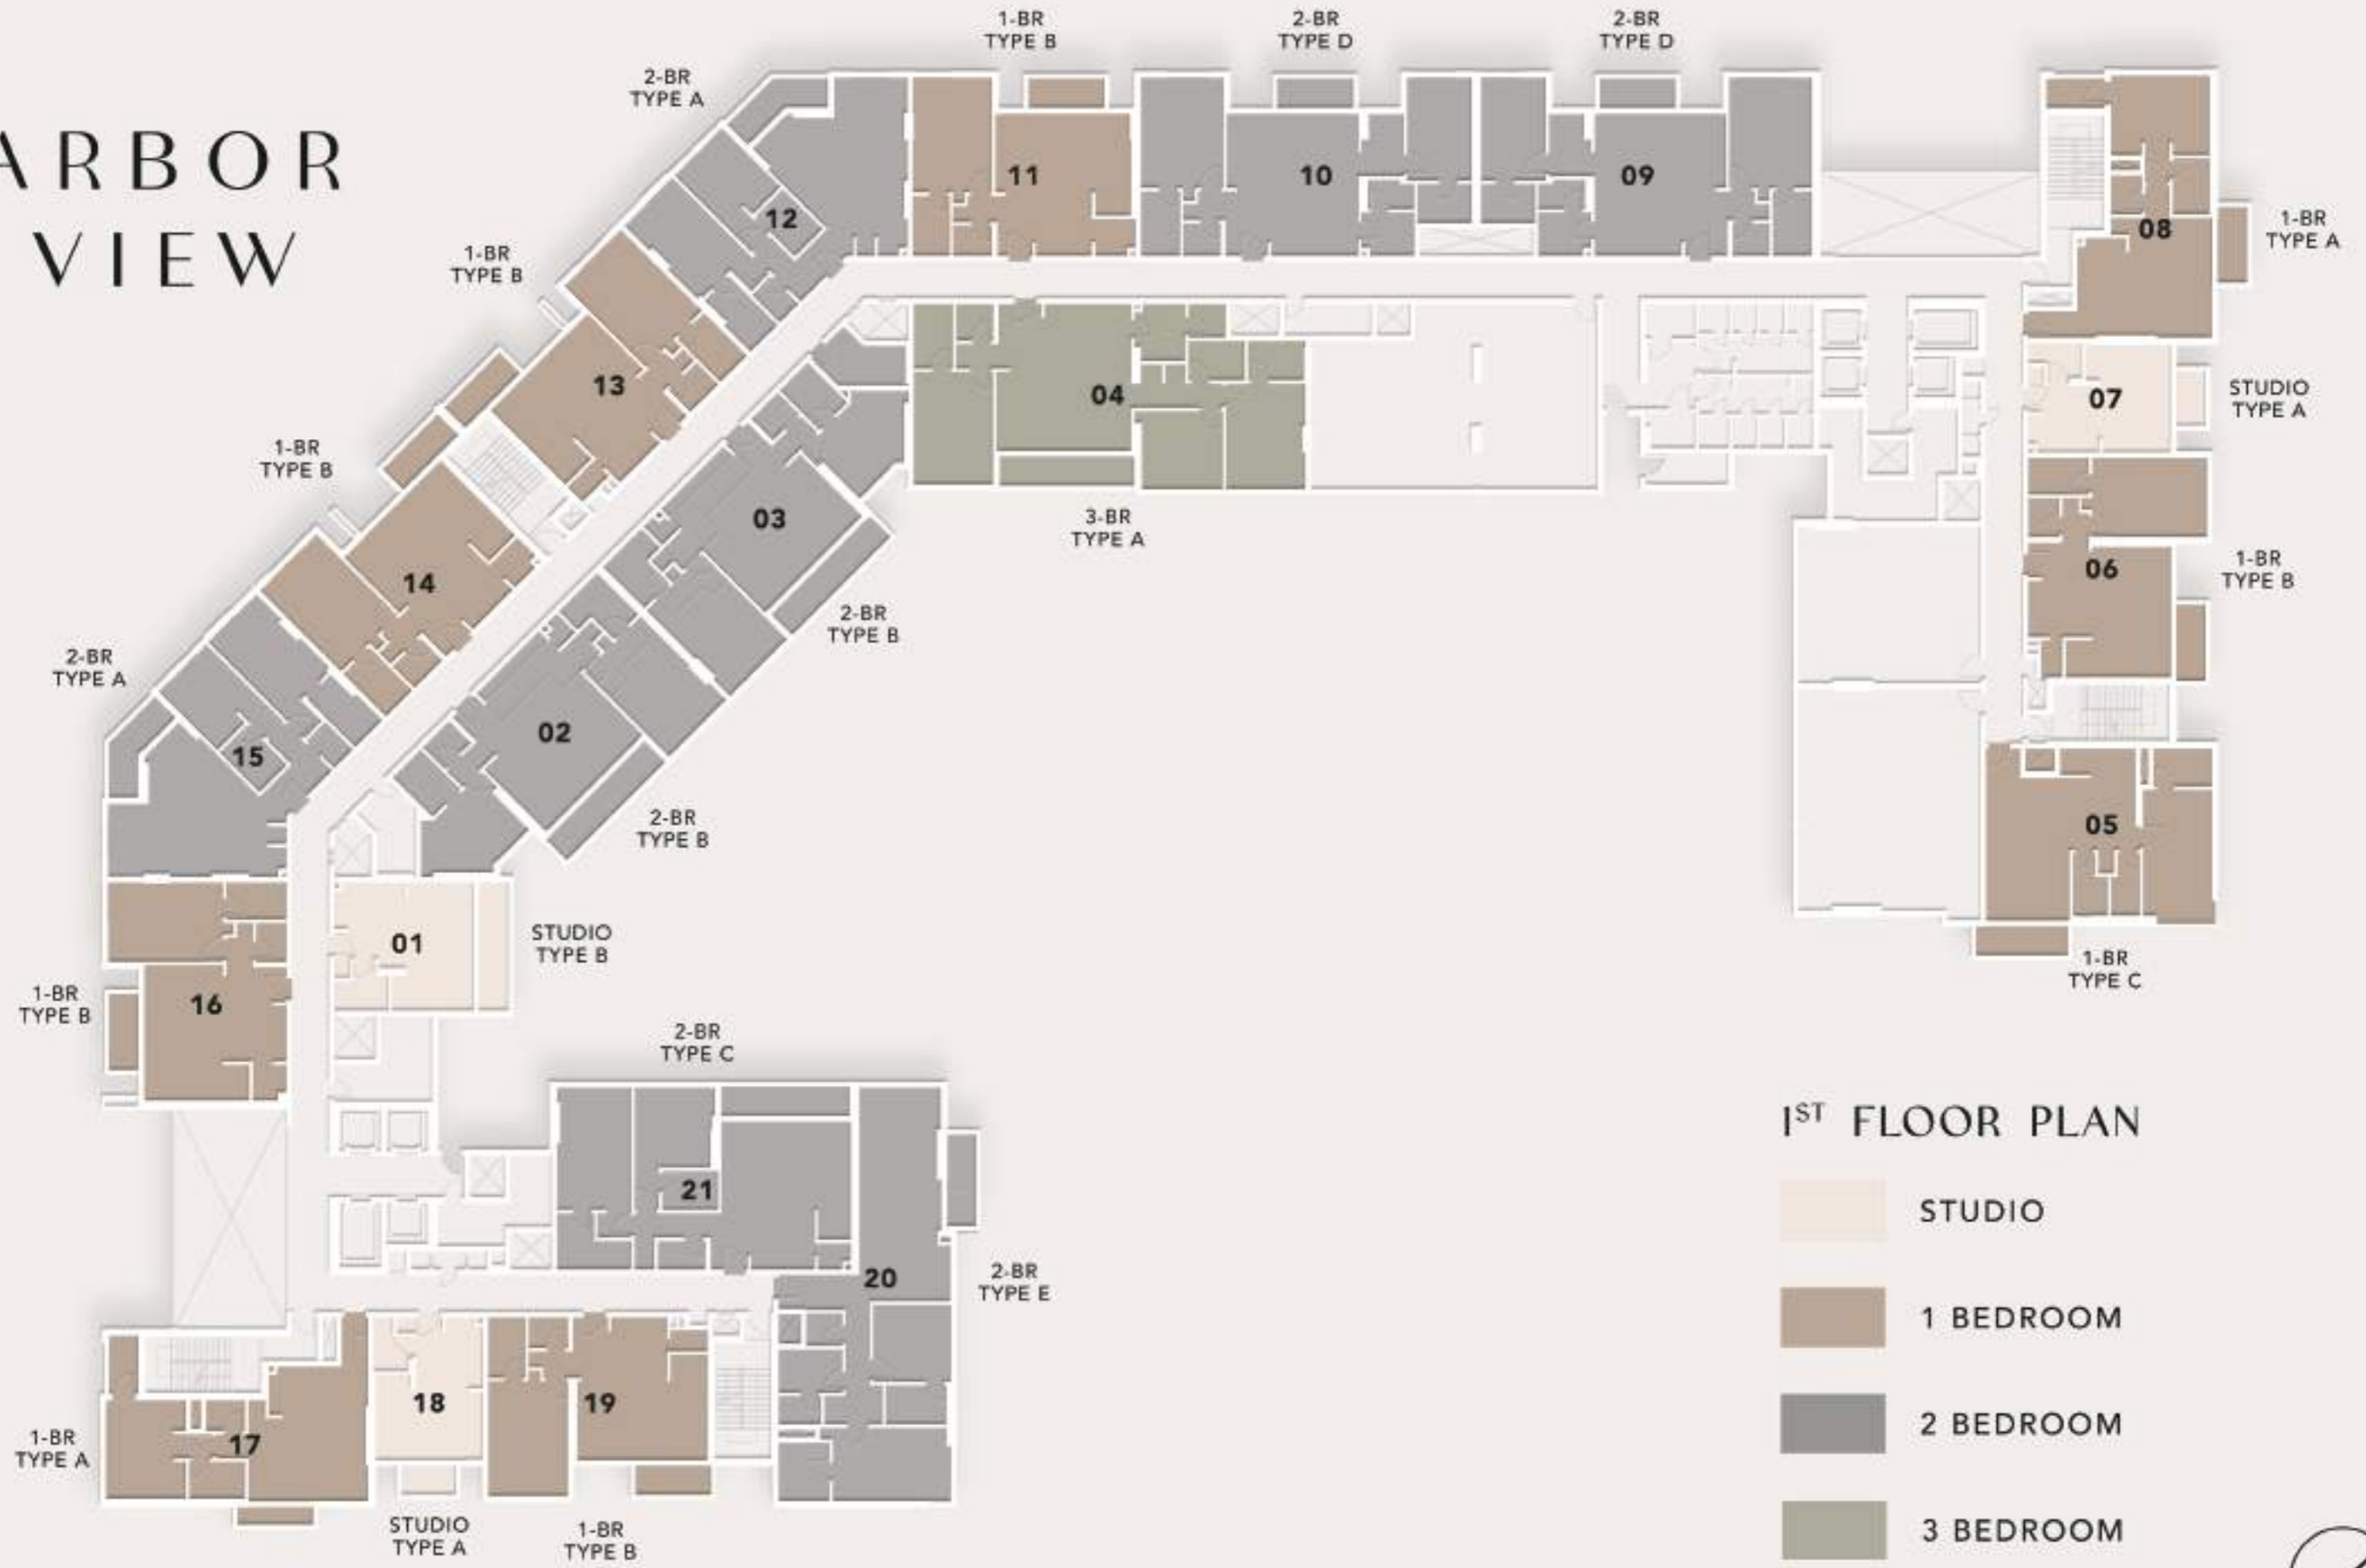 ARBOR
VIEW
1-BR
TYPE B
2-BR
TYPE D
2-BR
TYPE D
2-BR
TYPE A
11
10
09
08
1-BR
TYPE A
12
1-BR
TYPE B
13
04
07
STUDIO
TYPE A
1-BR
TYPE B
03
3-BR
TYPE A
14
06
1-BR
TYPE B
2-BR
TYPE B
2-BR
TYPE A
15
02
2-BR
TYPE B
05
1-BR
TYPE C
01
STUDIO
TYPE B
16
1-BR
TYPE B
2-BR
TYPE C
21
20
2-BR
TYPE E
18
19
17
1-BR
TYPE A
STUDIO
TYPE A
1-BR
TYPE B
1ST FLOOR PLAN
STUDIO
1 BEDROOM
2 BEDROOM
3 BEDROOM